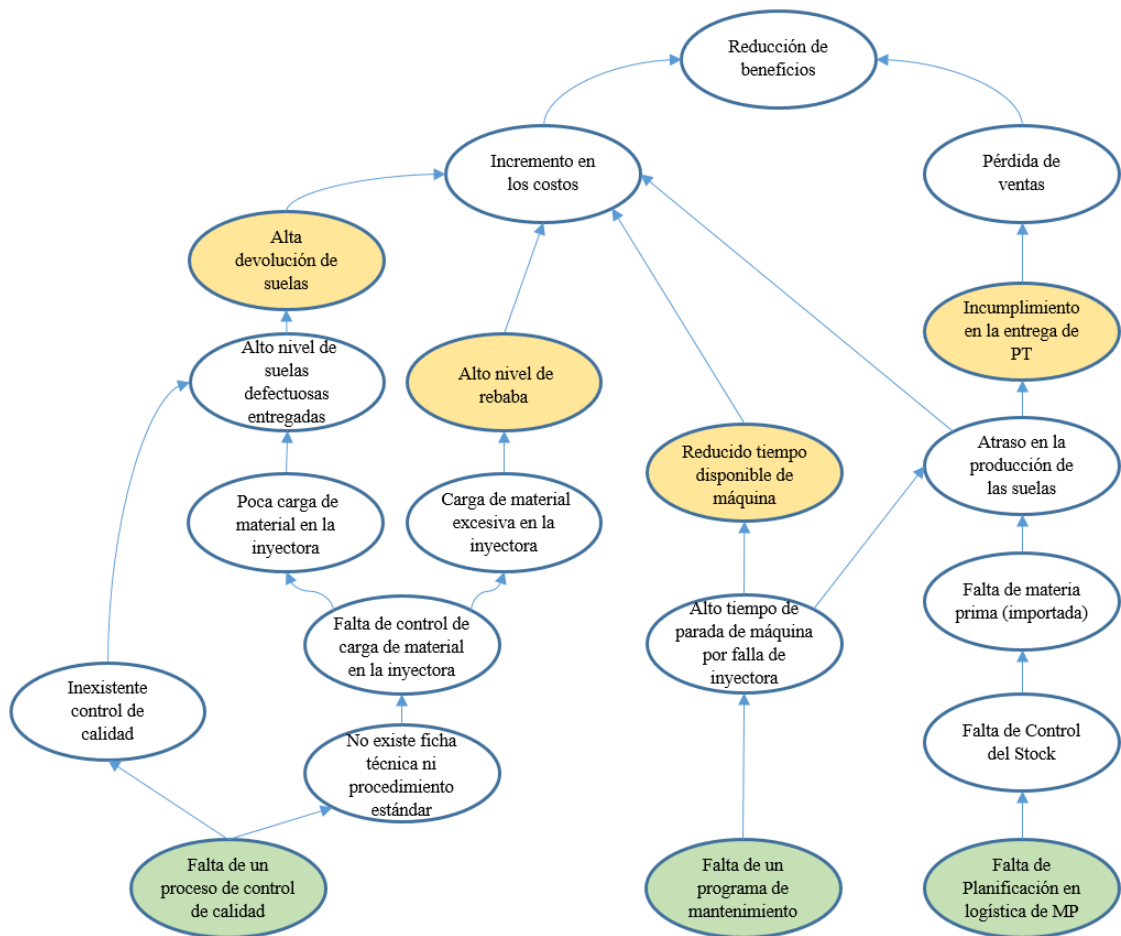 Reducción de
beneficios
Incremento en
los costos
Pérdida de
ventas
Alta
devolución de
suelas
Incumplimiento
en la entrega de
PT
Alto nivel de
suelas
defectuosas
entregadas
Alto nivel de
rebaba
Reducido tiempo
disponible de
máquina
Atraso en la
producción de
las suelas
Poca carga de
material en la
inyectora
Carga de material
excesiva en la
inyectora
Falta de materia
prima (importada)
Falta de control de
carga de material
en la inyectora
Alto tiempo de
parada de máquina
por falla de
inyectora
Inexistente
control de
calidad
No existe ficha
técnica ni
procedimiento
estándar
Falta de Control
del Stock
Falta de un
proceso de control
de calidad
Falta de un
programa de
mantenimiento
Falta de
Planificación en
logística de MP